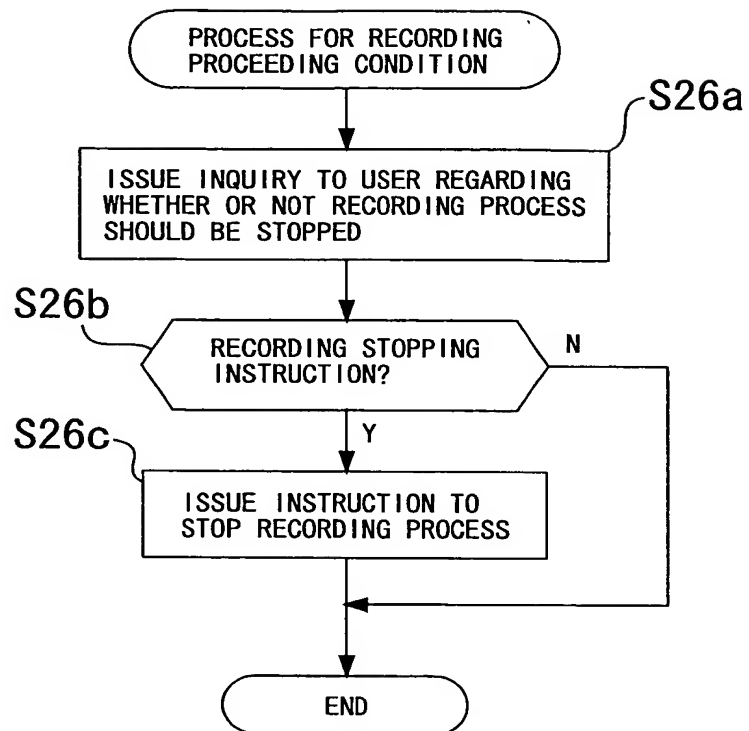 PROCESS FOR RECORDING
PROCEEDING CONDITION
S26a
ISSUE INQUIRY TO USER REGARDING
WHETHER OR NOT RECORDING PROCESS
SHOULD BE STOPPED
S26b
RECORDING STOPPING
INSTRUCTION?
N
Y
S26c
ISSUE INSTRUCTION TO
STOP RECORDING PROCESS
END